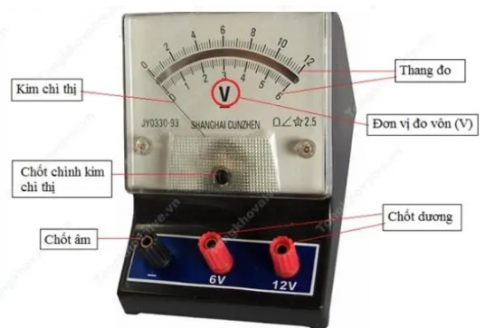 0 2 4 6 8 10 12
0 1 2 3 4 5 6
V
JY0330-93 SHANGHAI CUNZHEN Ω∠☆2.5
Kim chỉ thị
Thang đo
Đơn vị đo vôn (V)
Chốt chỉnh kim
chỉ thị
Chốt âm
Chốt dương
– 6V 12V